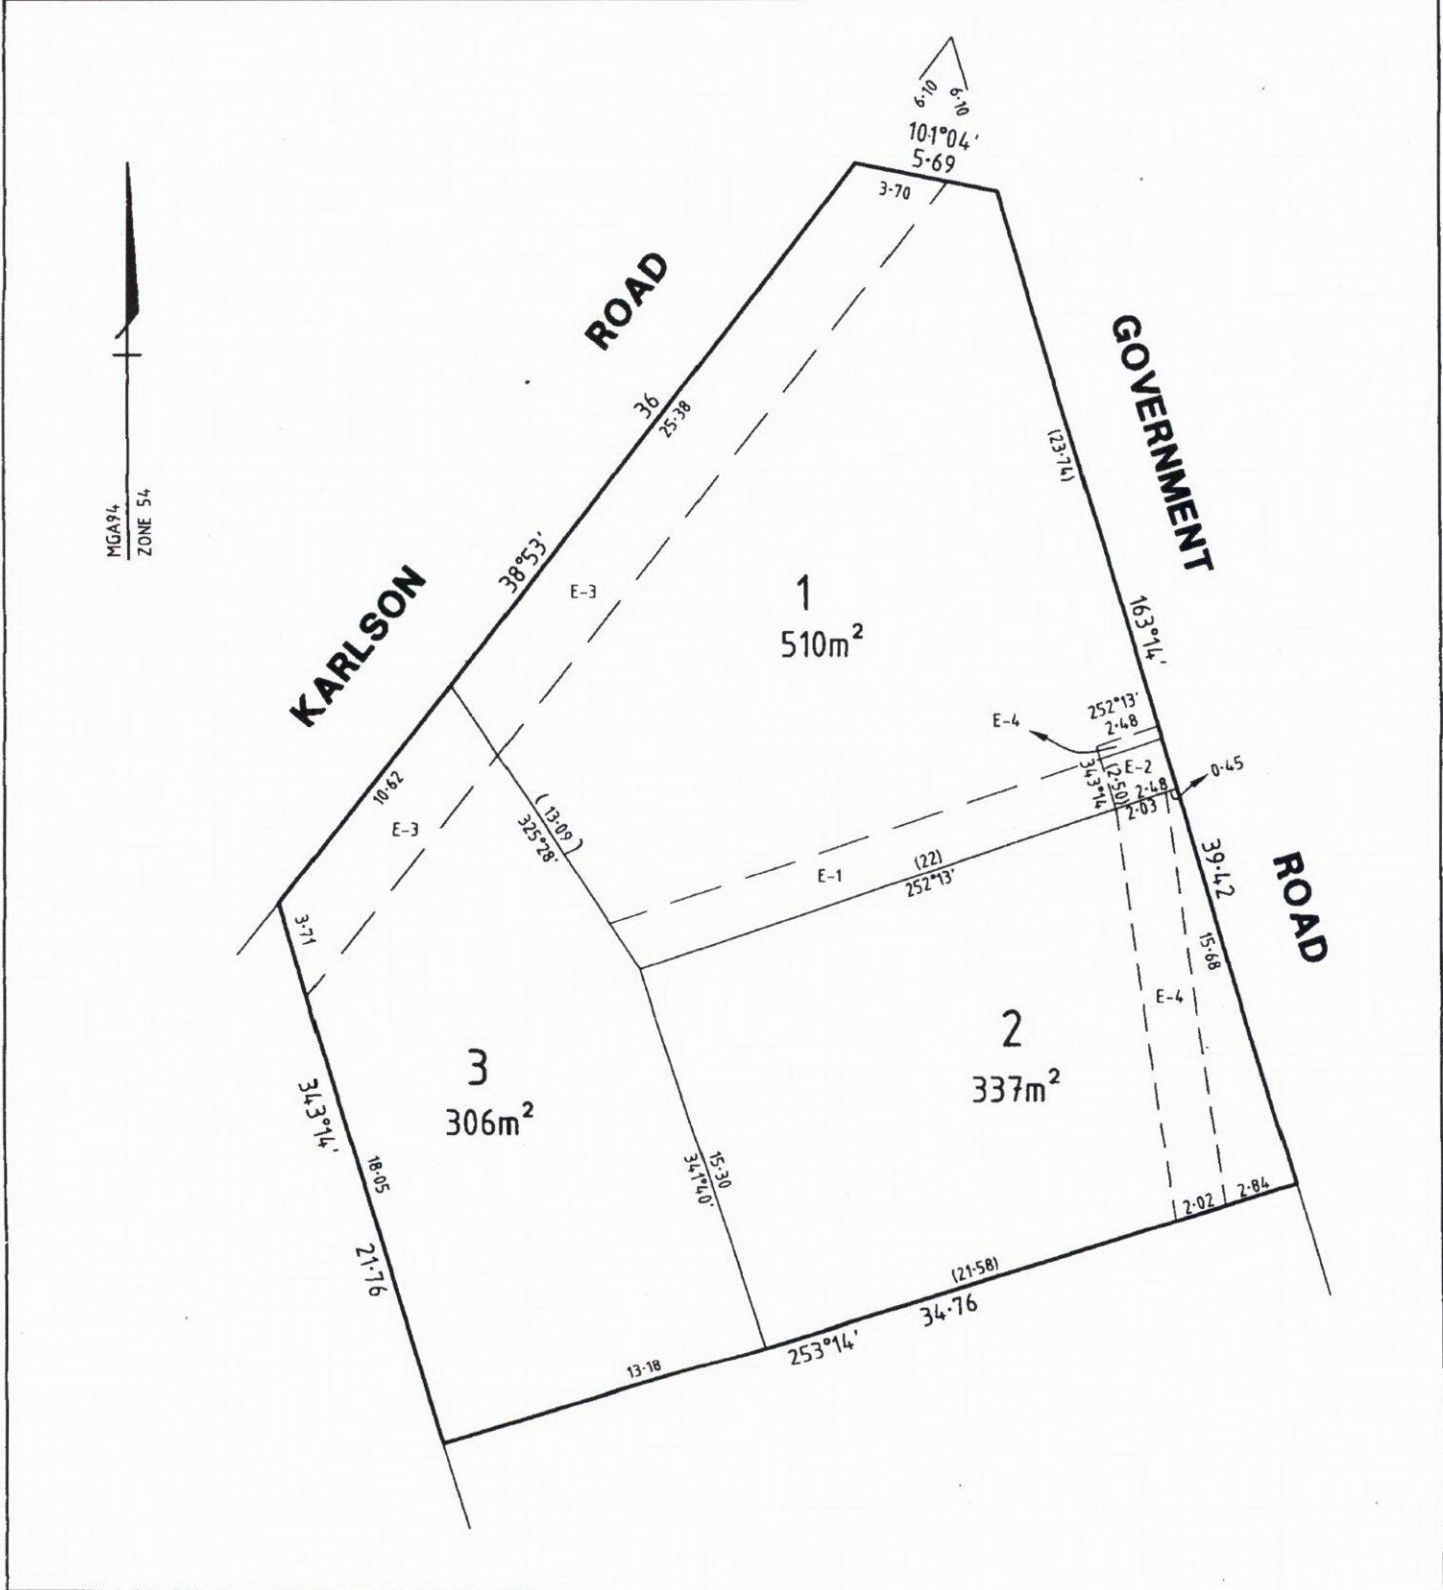 6·10
6·10
101°04'
5·69
3·70
ROAD
36
25·38
GOVERNMENT
(23·74)
MGA94
ZONE 54
38°53'
KARLSON
E-3
1
510m²
163°14'
252°13'
2·48
E-4
E-2
343°14'
(2·50)
2·48
2·03
0·45
10·62
E-3
(13·09)
325°28'
E-1
(22)
252°13'
39·42
ROAD
3·71
15·68
E-4
2
337m²
3
306m²
343°14'
18·05
15·30
341°40'
2·02
2·84
21·76
(21·58)
34·76
253°14'
13·18